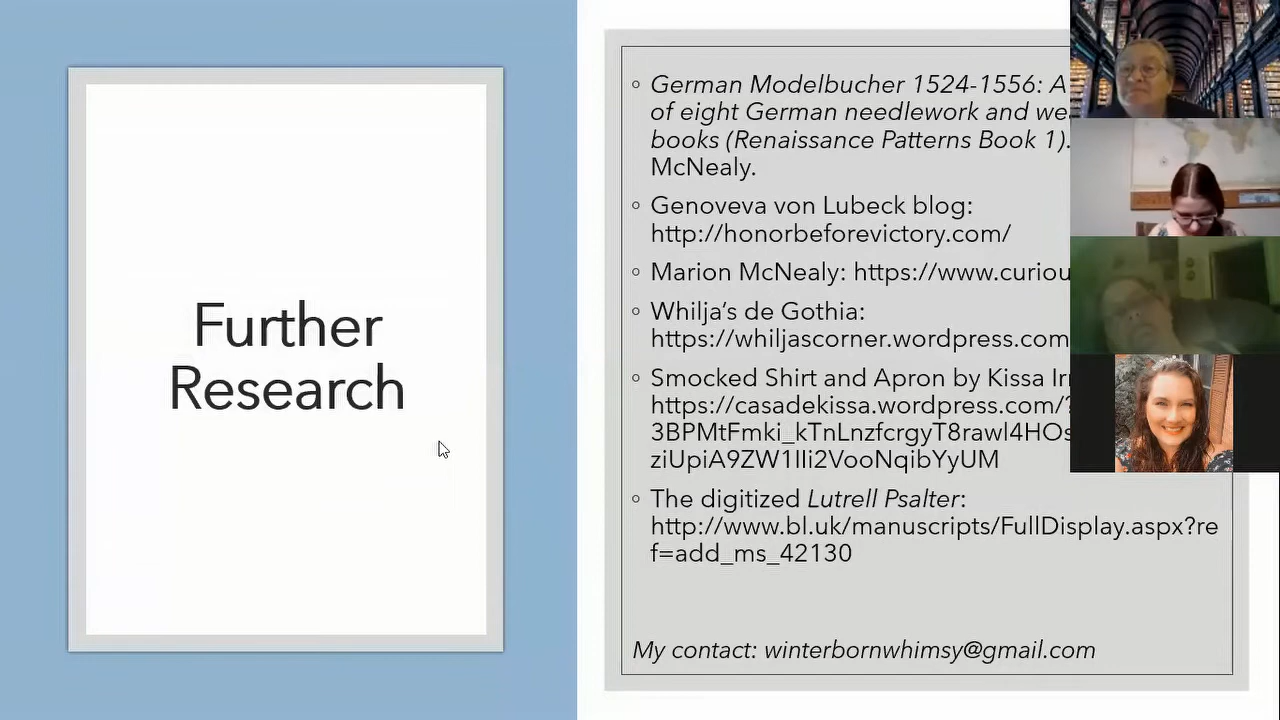 Further
Research
German Modelbucher 1524-1556: A
of eight German needlework and
books (Renaissance Patterns Book 1).
McNealy.
Genoveva von Lubeck blog:
http://honorbeforevictory.com/
Marion McNealy: https://www.curiou
Whilja's de Gothia:
https://whiljascorner.wordpress.com
Smocked Shirt and Apron by Kissa
https://casadekissa.wordpress.com/?
3BPMtFmki_kTnLnzfcrgyT8rawl4HOs
ziUpiA9ZW1IIi2VooNqibYyUM
The digitized Lutrell Psalter:
http://www.bl.uk/manuscripts/FullDisplay.aspx?re
f=add_ms_42130
My contact: winterbornwhimsy@gmail.com